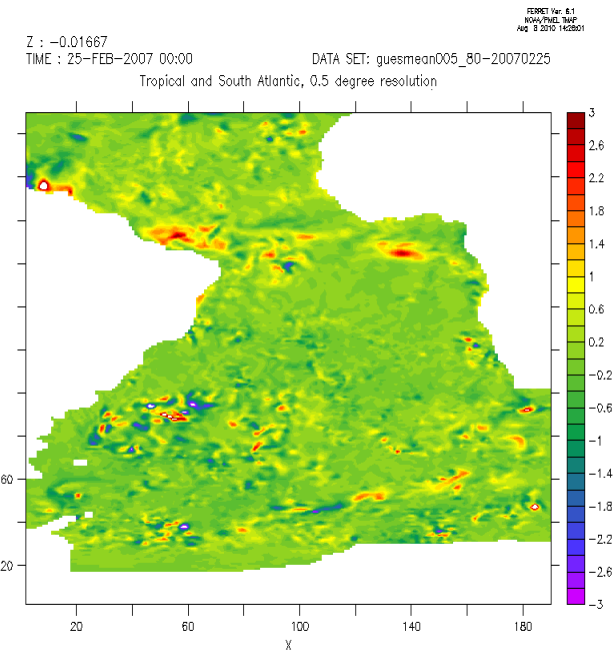 FERRET Ver. 6.1
NOAA/PMEL TMAP
Aug 3 2010 14:26:01
Z : -0.01667
TIME : 25-FEB-2007 00:00
DATA SET: guesmean005_80-20070225
Tropical and South Atlantic, 0.5 degree resolution
3
2.6
2.2
1.8
1.4
1
0.6
0.2
-0.2
-0.6
-1
-1.4
-1.8
-2.2
-2.6
-3
60
20
20 60 100 140 180
X